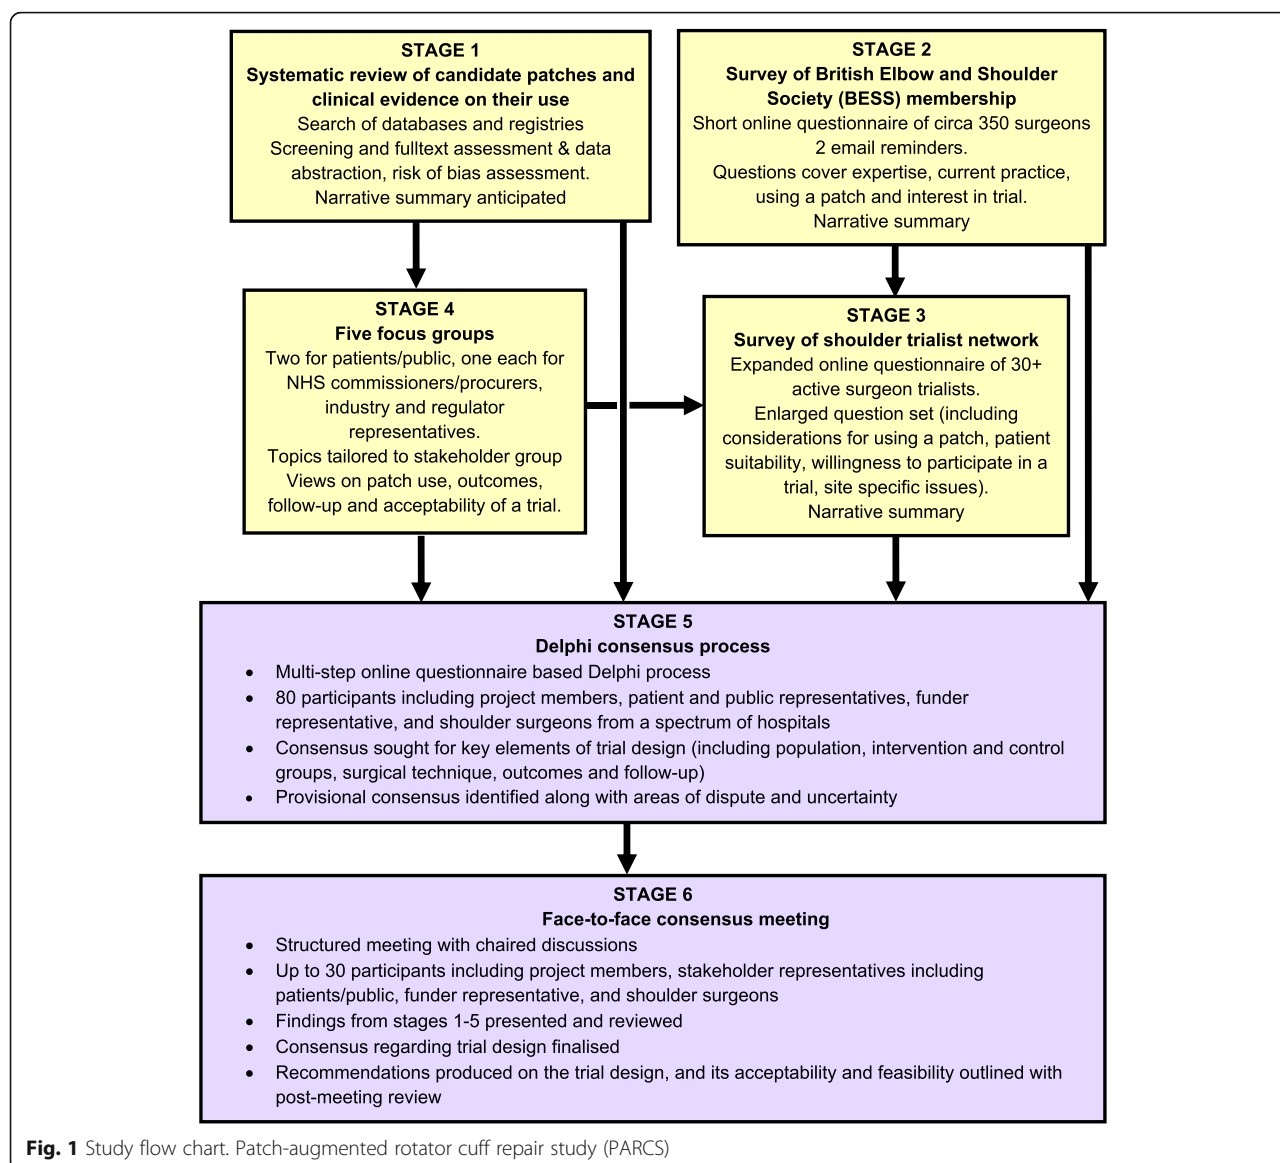 STAGE 1
Systematic review of candidate patches and
clinical evidence on their use
Search of databases and registries
Screening and fulltext assessment & data
abstraction, risk of bias assessment.
Narrative summary anticipated
STAGE 2
Survey of British Elbow and Shoulder
Society (BESS) membership
Short online questionnaire of circa 350 surgeons
2 email reminders.
Questions cover expertise, current practice,
using a patch and interest in trial.
Narrative summary
STAGE 4
Five focus groups
Two for patients/public, one each for
NHS commissioners/procurers,
industry and regulator
representatives.
Topics tailored to stakeholder group
Views on patch use, outcomes,
follow-up and acceptability of a trial.
STAGE 3
Survey of shoulder trialist network
Expanded online questionnaire of 30+
active surgeon trialists.
Enlarged question set (including
considerations for using a patch, patient
suitability, willingness to participate in a
trial, site specific issues).
Narrative summary
STAGE 5
Delphi consensus process
• Multi-step online questionnaire based Delphi process
• 80 participants including project members, patient and public representatives, funder
representative, and shoulder surgeons from a spectrum of hospitals
• Consensus sought for key elements of trial design (including population, intervention and control
groups, surgical technique, outcomes and follow-up)
• Provisional consensus identified along with areas of dispute and uncertainty
STAGE 6
Face-to-face consensus meeting
• Structured meeting with chaired discussions
• Up to 30 participants including project members, stakeholder representatives including
patients/public, funder representative, and shoulder surgeons
• Findings from stages 1-5 presented and reviewed
• Consensus regarding trial design finalised
• Recommendations produced on the trial design, and its acceptability and feasibility outlined with
post-meeting review
Fig. 1 Study flow chart. Patch-augmented rotator cuff repair study (PARCS)